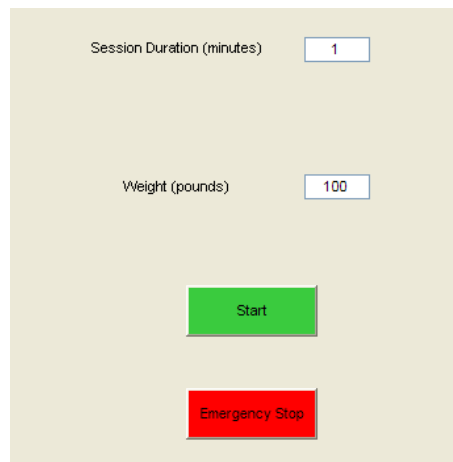 Session Duration (minutes) 1
Weight (pounds) 100
Start
Emergency Stop